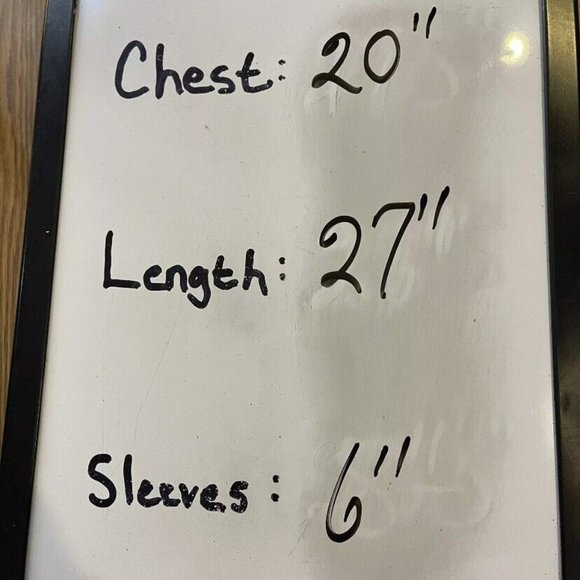 Chest: 20"
Length: 27"
Sleeves: 6"